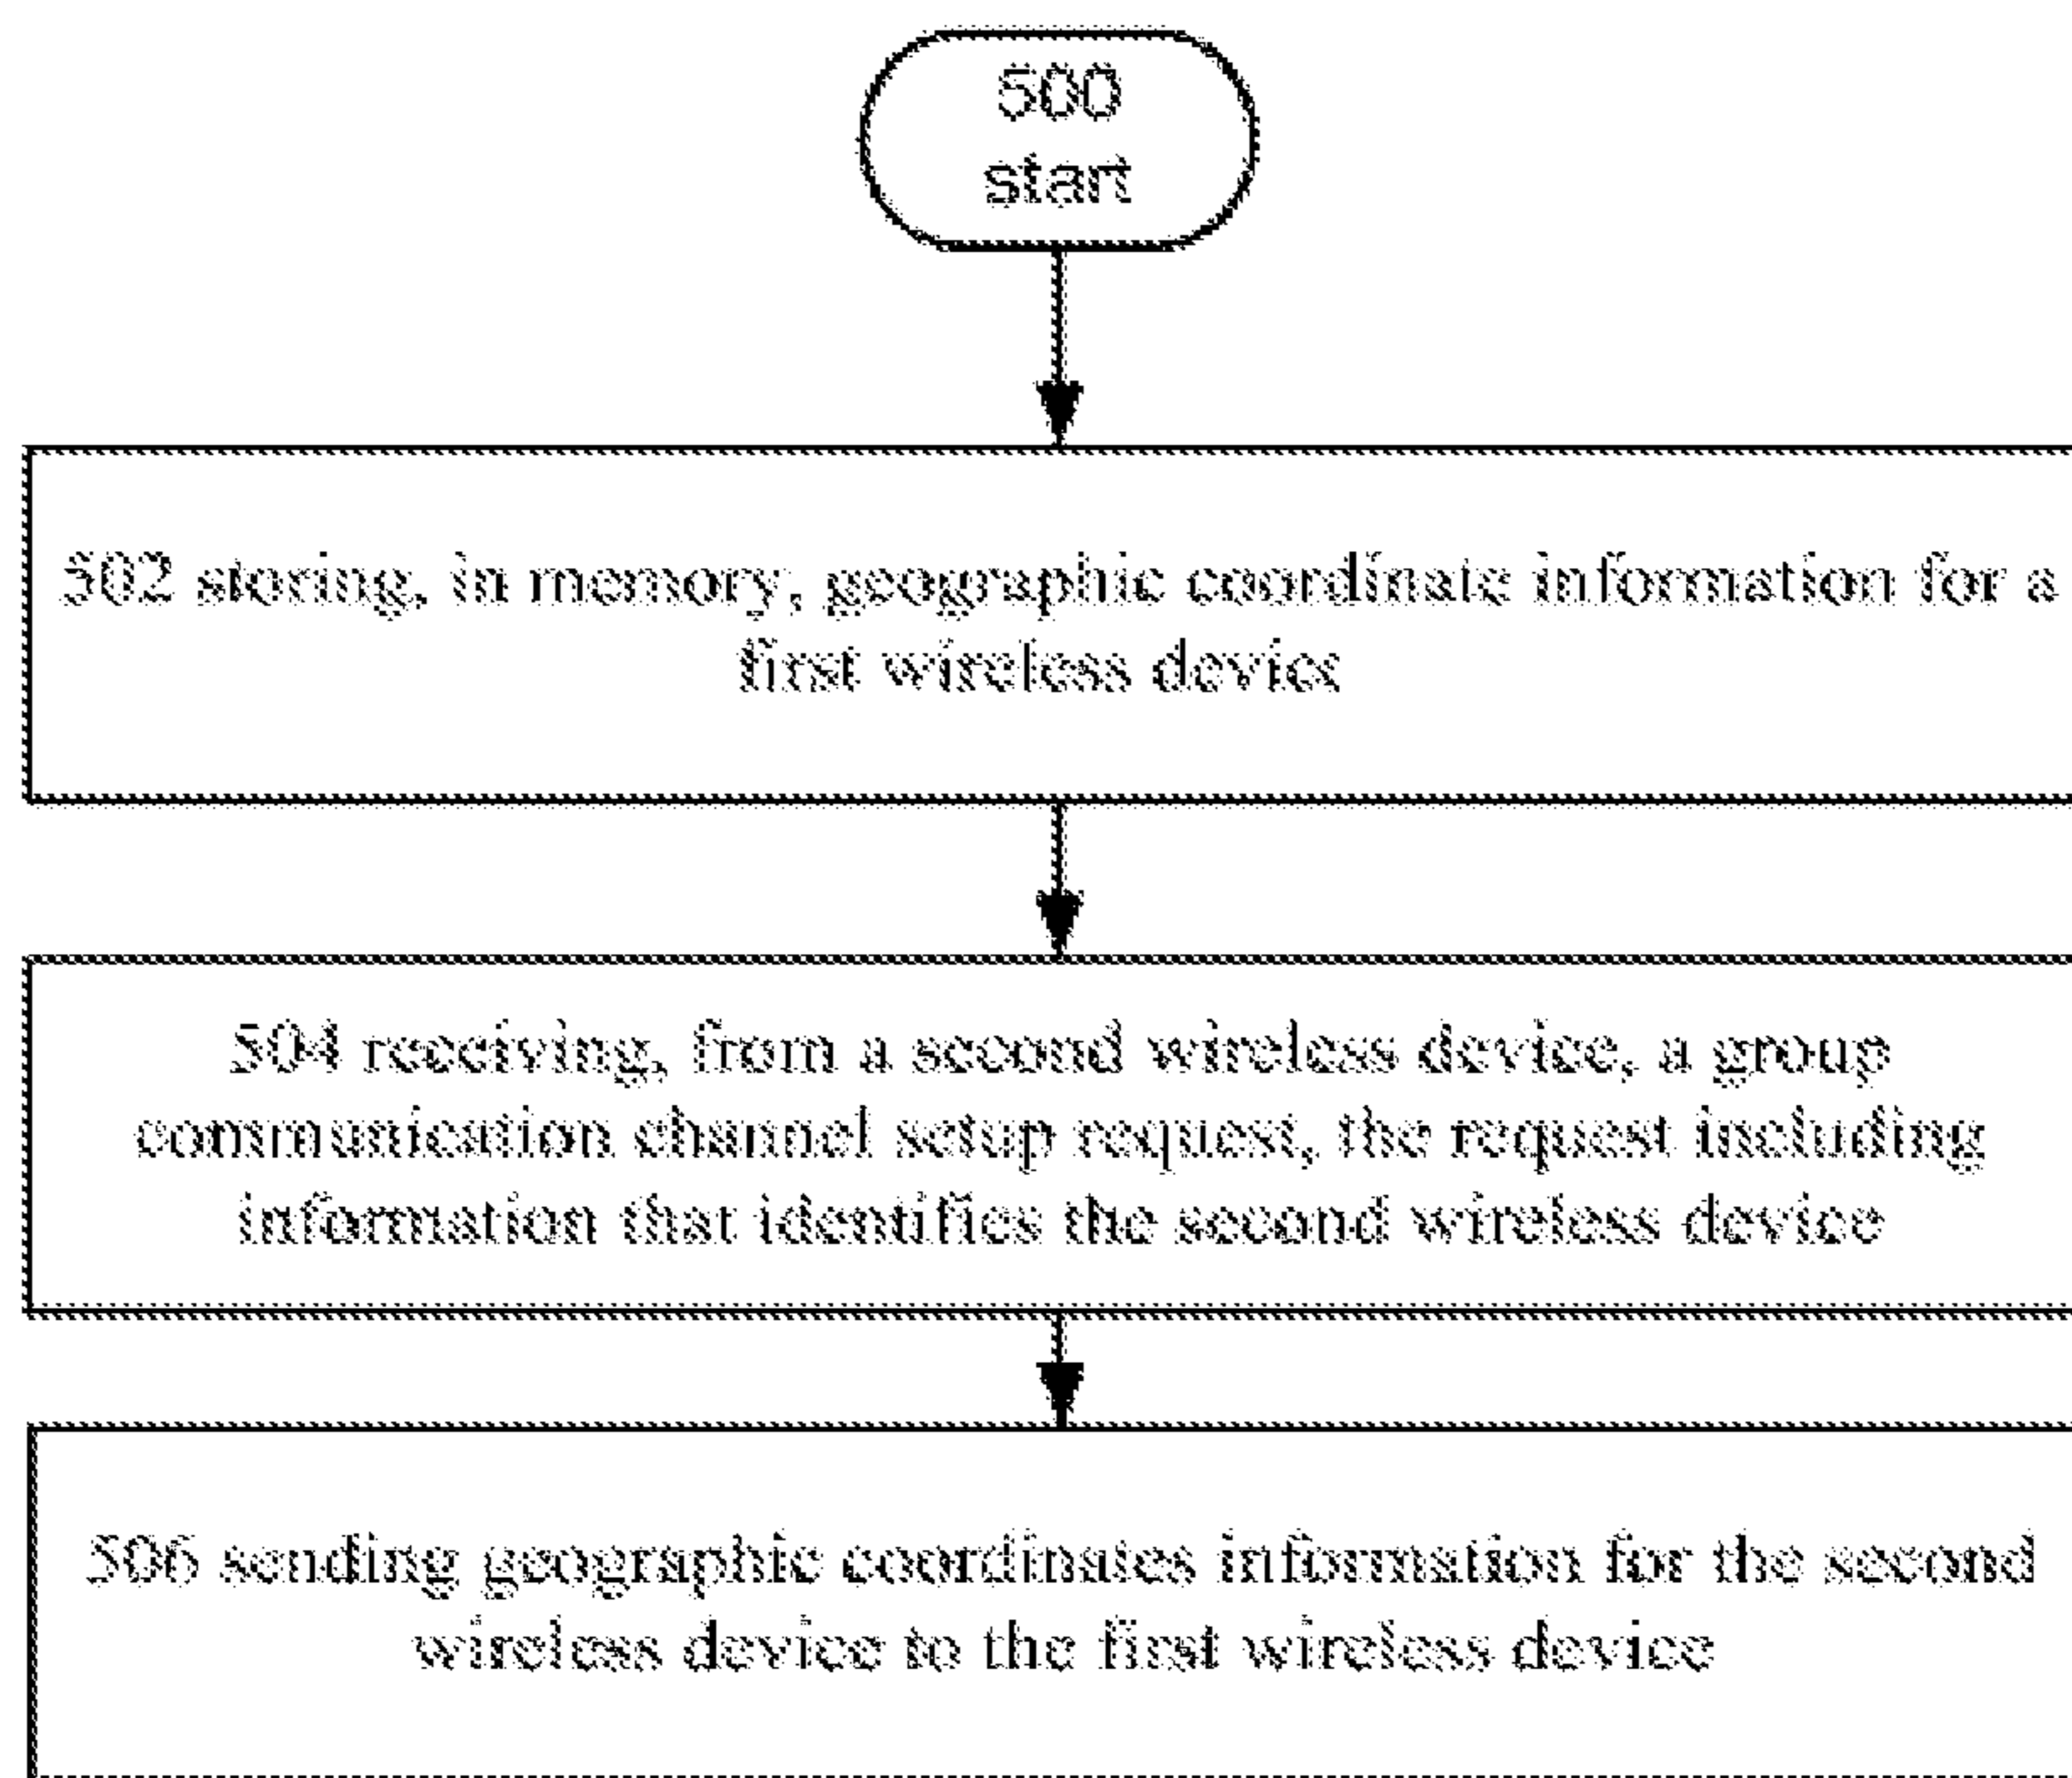 500
start
502 storing, in memory, geographic coordinate information for a
first wireless device
504 receiving, from a second wireless device, a group
communication channel setup request, the request including
information that identifies the second wireless device
506 sending geographic coordinates information for the second
wireless device to the first wireless device